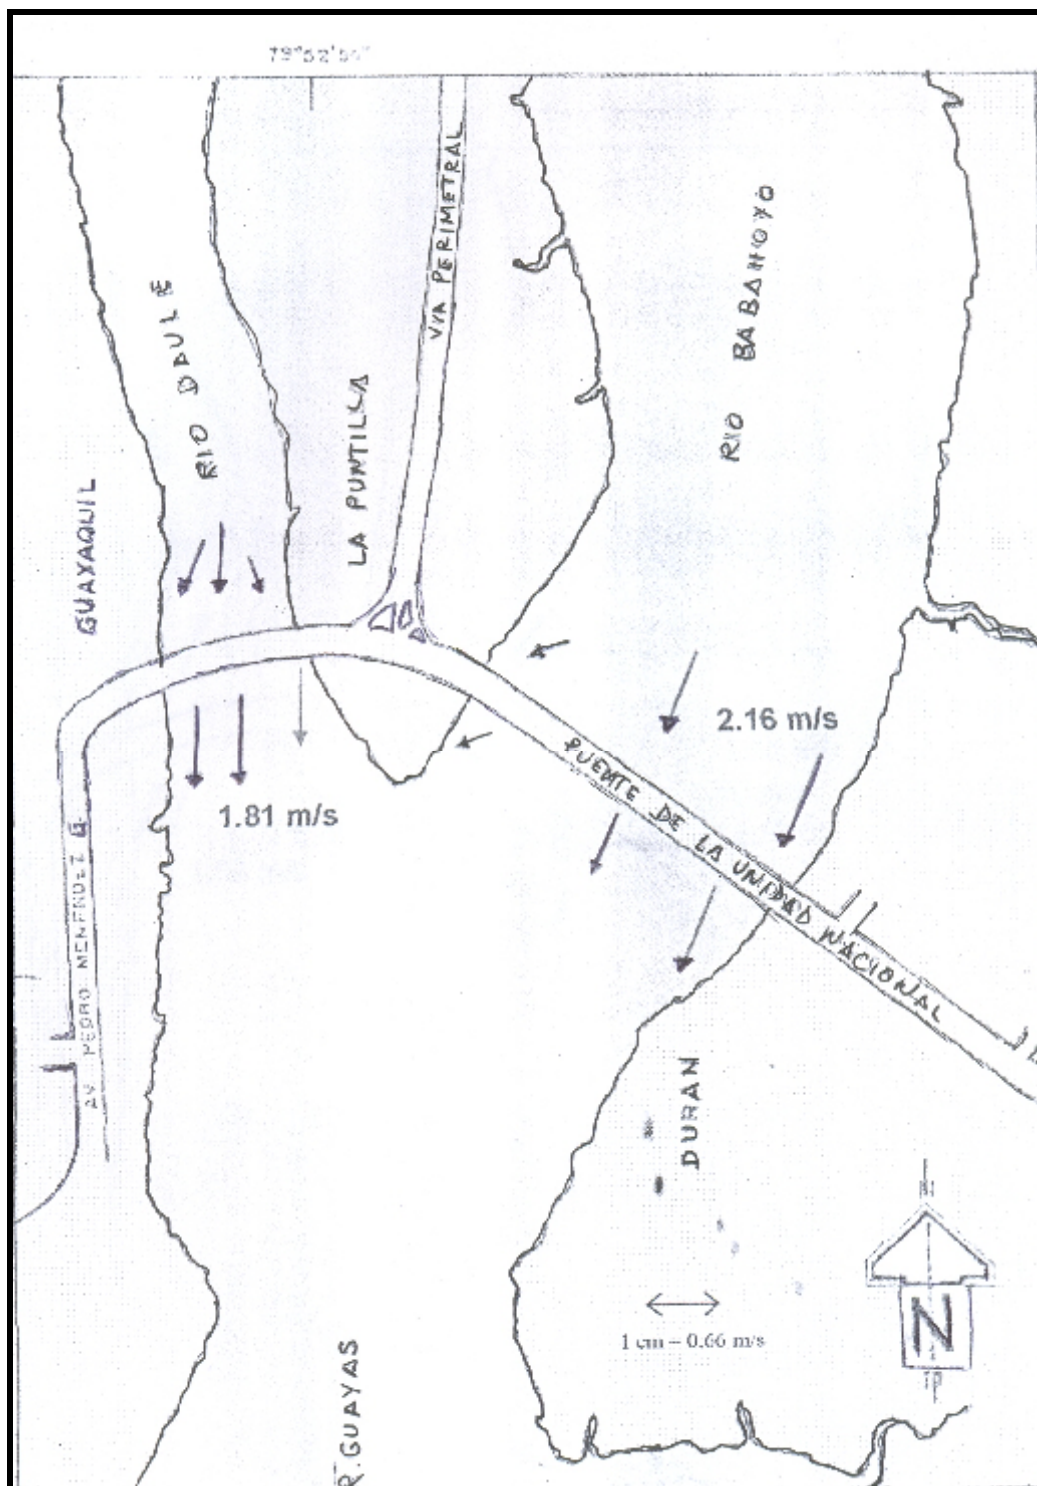 RIO DAULE
GUAYAQUIL
LA PUNTILLA
VIA PERIMETRAL
RIO BABAHOYO
2.16 m/s
1.81 m/s
PUENTE DE LA UNIDAD NACIONAL
AV PEDRO MENENDEZ G.
DURAN
1 cm – 0.66 m/s
N
R. GUAYAS